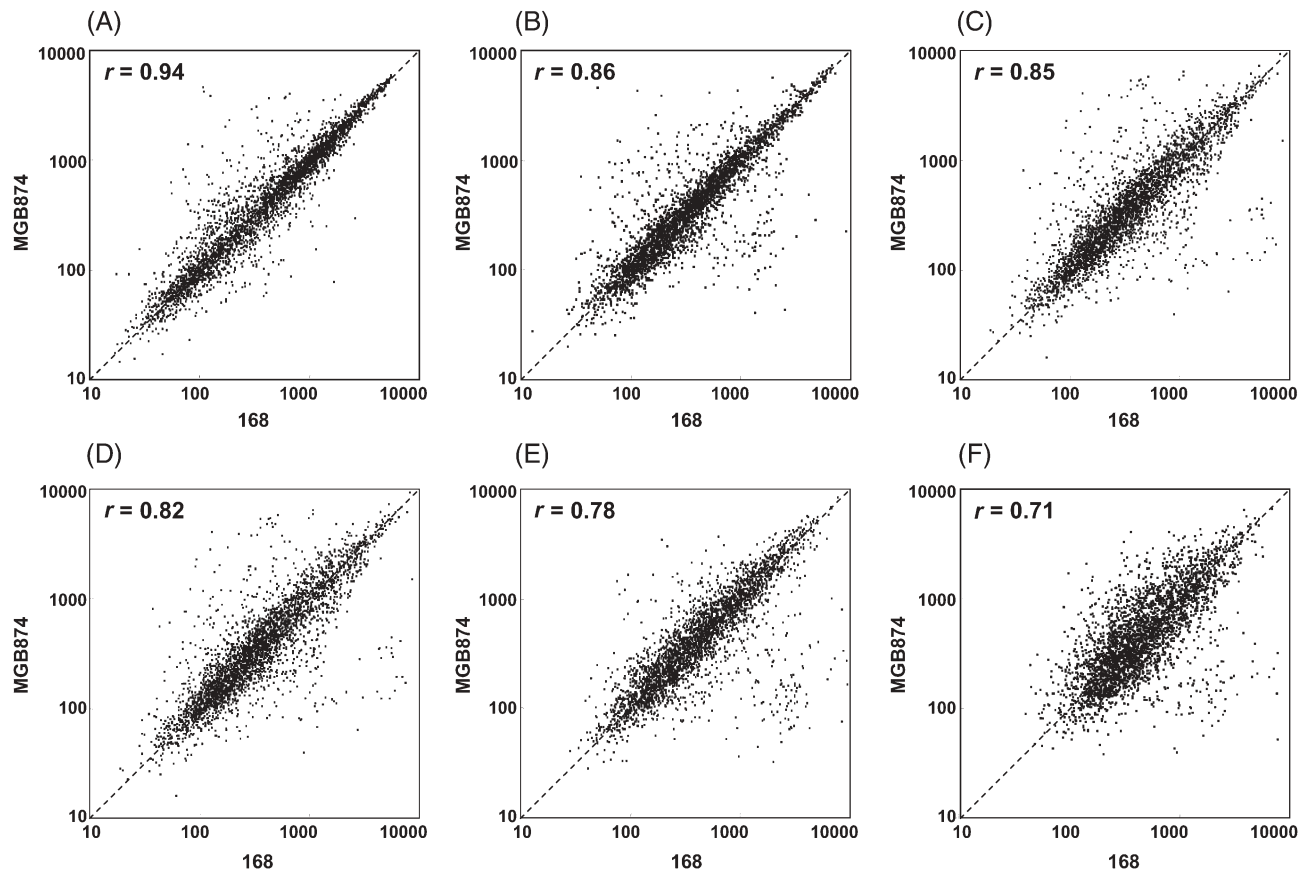 (A) (B) (C)
10000 10000 10000
r = 0.94 r = 0.86 r = 0.85
1000 1000 1000
MGB874 MGB874 MGB874
100 100 100
10 10 10
10 100 1000 10000 10 100 1000 10000 10 100 1000 10000
168 168 168
(D) (E) (F)
10000 10000 10000
r = 0.82 r = 0.78 r = 0.71
1000 1000 1000
MGB874 MGB874 MGB874
100 100 100
10 10 10
10 100 1000 10000 10 100 1000 10000 10 100 1000 10000
168 168 168